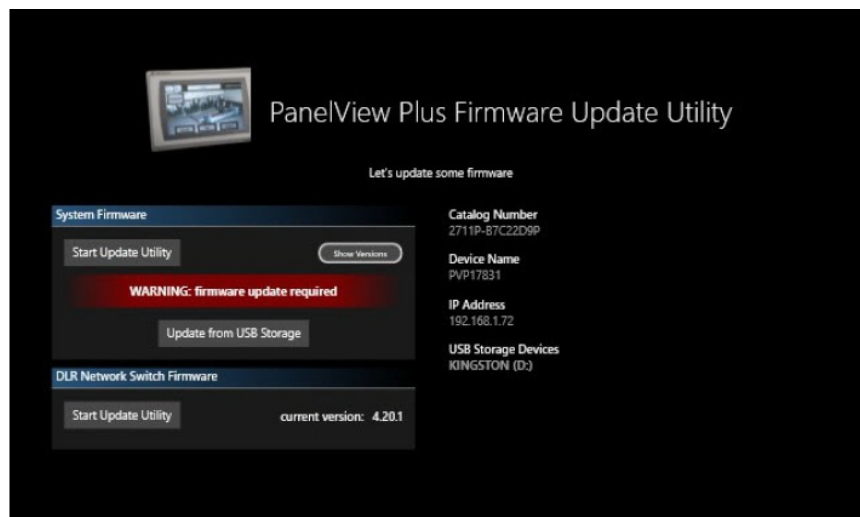 PanelView Plus Firmware Update Utility
Let's update some firmware
System Firmware
Start Update Utility
Show Versions
WARNING: firmware update required
Update from USB Storage
DLR Network Switch Firmware
Start Update Utility
current version: 4.20.1
Catalog Number
2711P-B7C22D9P
Device Name
PVP17831
IP Address
192.168.1.72
USB Storage Devices
KINGSTON (D:)